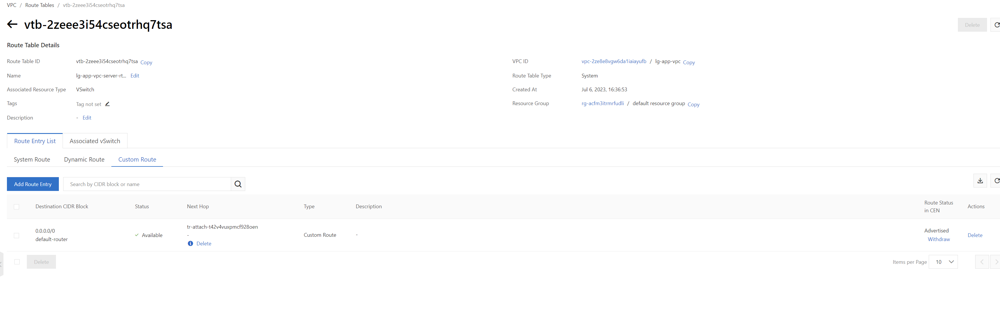 VPC / Route Tables / vtb-2zeee3i54cseotrhq7tsa
vtb-2zeee3i54cseotrhq7tsa
Delete
Route Table Details
Route Table ID vtb-2zeee3i54cseotrhq7tsa Copy
VPC ID vpc-2ze8e8vgw6da1iaiayufb / lg-app-vpc Copy
Name lg-app-vpc-server-rt... Edit
Route Table Type System
Associated Resource Type VSwitch
Created At Jul 6, 2023, 16:36:53
Tags Tag not set
Resource Group rg-acfm3itrmrfudli / default resource group Copy
Description - Edit
Route Entry List Associated vSwitch
System Route Dynamic Route Custom Route
Add Route Entry Search by CIDR block or name
Destination CIDR Block Status Next Hop Type Description Route Status in CEN Actions
0.0.0.0/0
default-router
Available
tr-attach-t42v4vuxpmcf928oen
-
Delete
Custom Route
-
Advertised
Withdraw
Delete
Delete
Items per Page 10